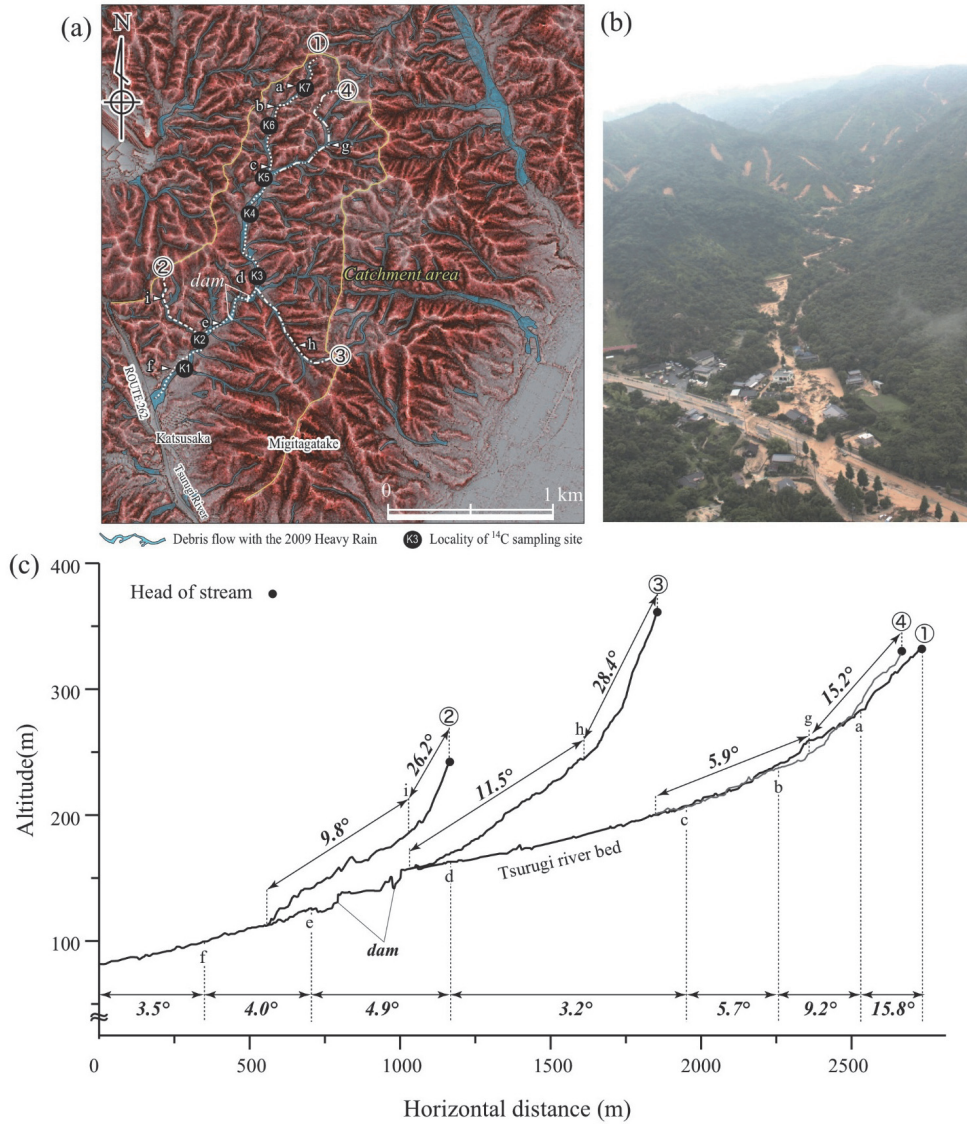 (a)
N
①
④
a
K7
b
K6
g
c
K5
K4
②
d
K3
Catchment area
dam
i
e
K2
h
③
f
K1
ROUTE 262
Katsusaka
Migitagatake
Tsurugi River
0
1 km
Debris flow with the 2009 Heavy Rain
K3
Locality of ¹⁴C sampling site
(b)
(c)
400
300
200
100
Altitude(m)
Head of stream
③
④
①
②
28.4°
15.2°
h
g
a
26.2°
i
11.5°
5.9°
9.8°
b
c
Tsurugi river bed
d
e
f
dam
3.5°
4.0°
4.9°
3.2°
5.7°
9.2°
15.8°
0
500
1000
1500
2000
2500
Horizontal distance (m)